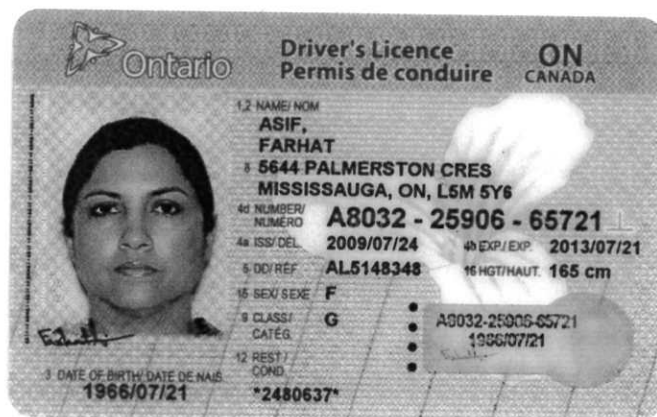 Ontario
Driver's Licence
Permis de conduire
ON
CANADA
1,2 NAME/ NOM
ASIF,
FARHAT
8 5644 PALMERSTON CRES
MISSISSAUGA, ON, L5M 5Y6
4d NUMBER/ NUMÉRO A8032 - 25906 - 65721
4a ISS/DÉL. 2009/07/24 4b EXP./ EXP. 2013/07/21
5 DD/RÉF. AL5148348 16 HGT/HAUT. 165 cm
15 SEX/ SEXE F
9 CLASS/ CATÉG. G
A8032-25906-65721
1966/07/21
12 REST./ COND.
*2480637*
3 DATE OF BIRTH/ DATE DE NAIS.
1966/07/21